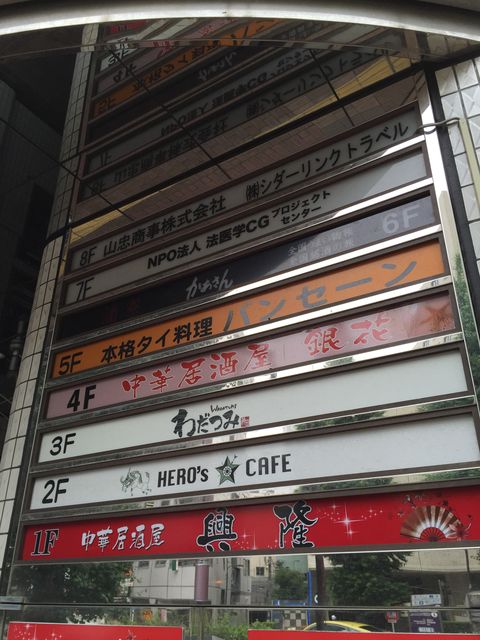 8F 山忠商事株式会社 ㈱シダーリンクトラベル
7F NPO法人 法医学CG プロジェクトセンター
かあさん 6F
5F 本格タイ料理 バンセーン
4F 中華居酒屋 銀花
3F わだつみ WADATSUMI
2F HERO's CAFE
1F 中華居酒屋 興隆